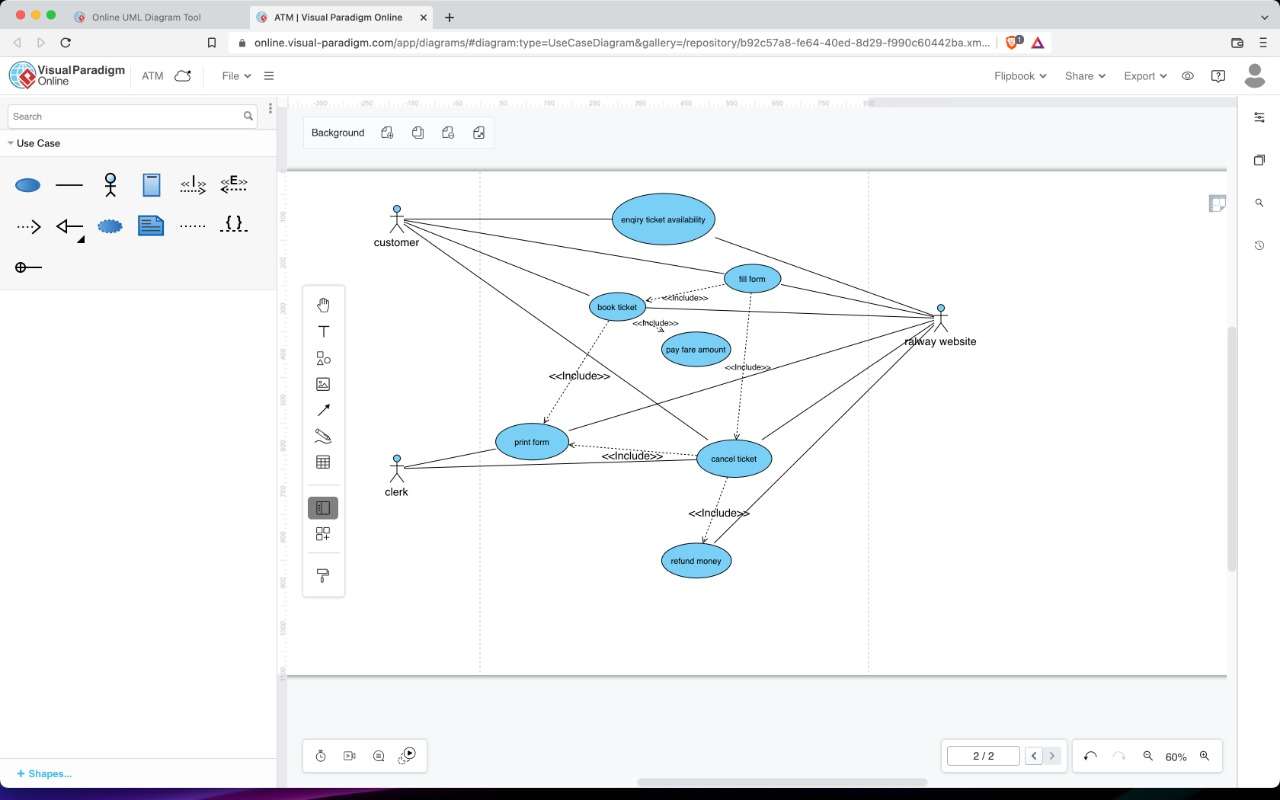 Online UML Diagram Tool
ATM | Visual Paradigm Online
online.visual-paradigm.com/app/diagrams/#diagram:type=UseCaseDiagram&gallery=/repository/b92c57a8-fe64-40ed-8d29-f990c60442ba.xm...
1
VisualParadigm
Online
ATM
File
Flipbook
Share
Export
Search
Use Case
<<I>>
<<E>>
{ }
Background
customer
enqiry ticket availability
fill form
<<Include>>
book ticket
<<Include>>
ralway website
pay fare amount
<<Include>>
<<Include>>
print form
<<Include>>
cancel ticket
clerk
<<Include>>
refund money
+ Shapes...
2 / 2
60%